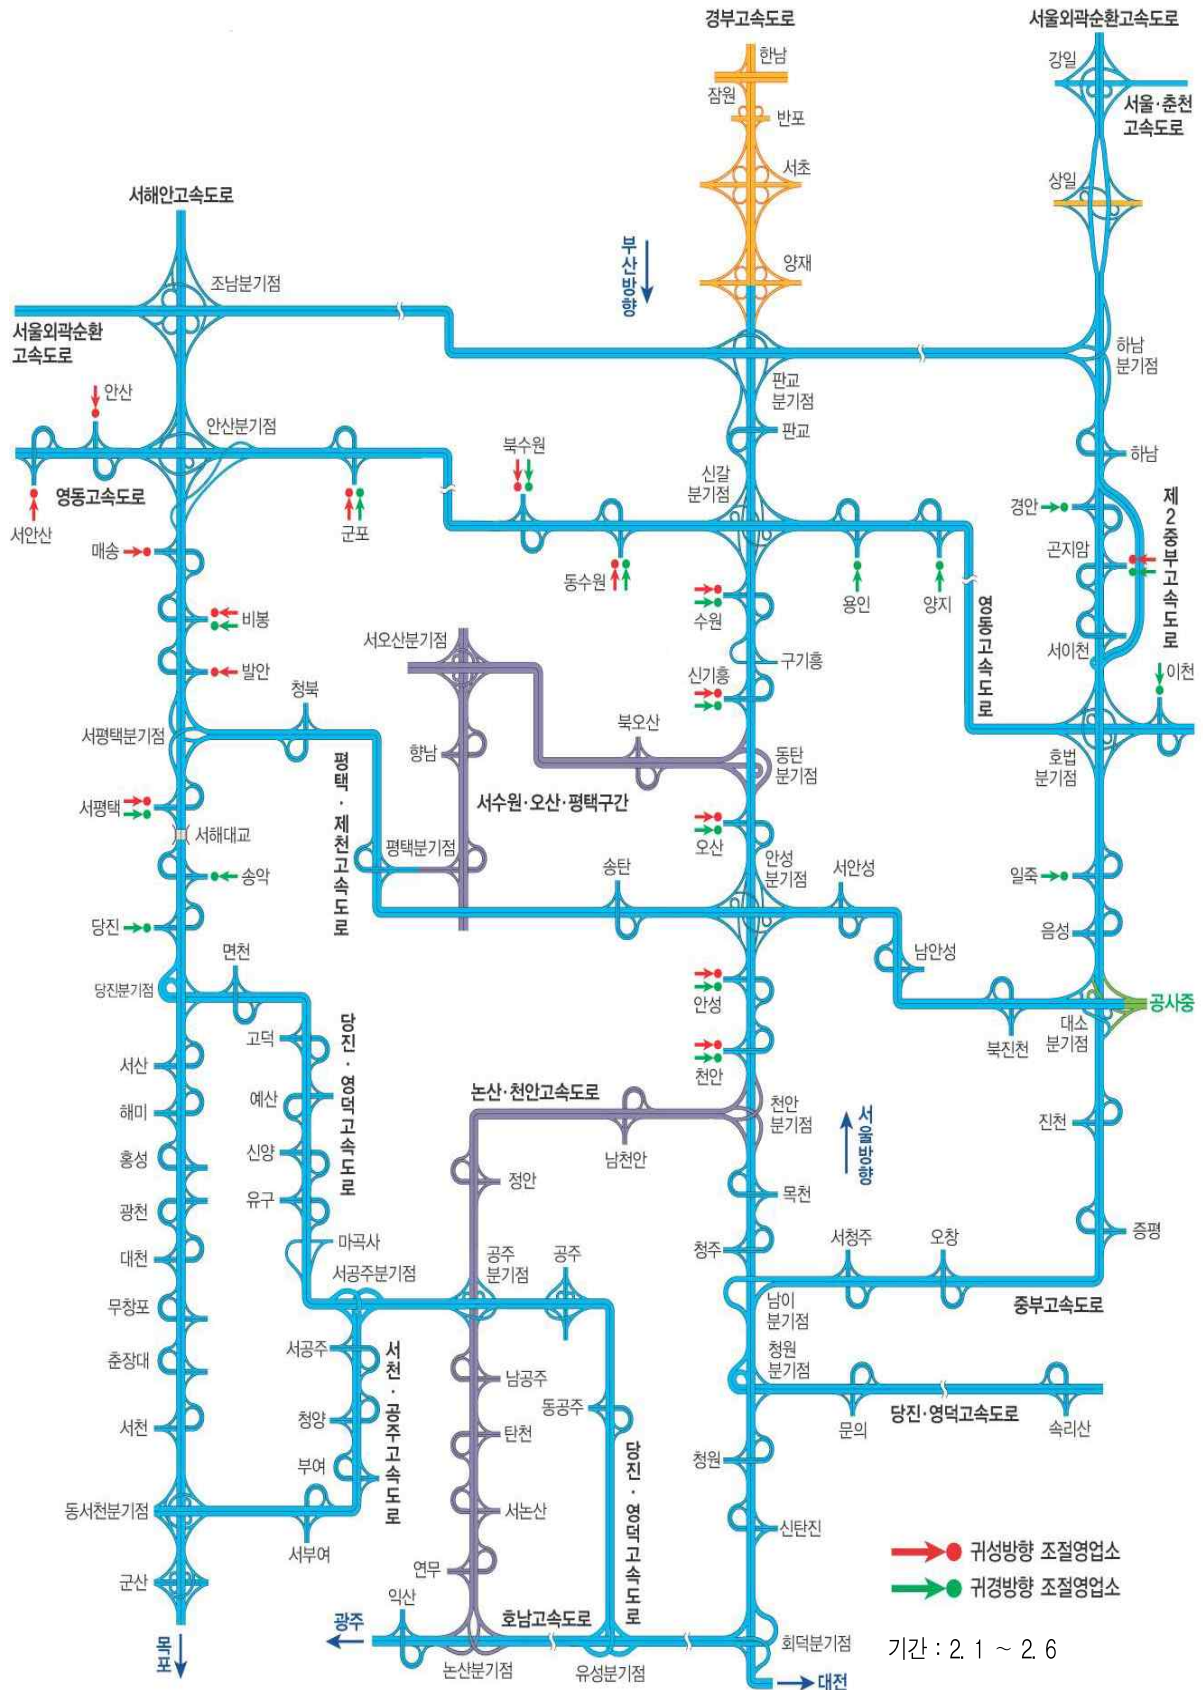 경부고속도로
서울외곽순환고속도로
한남
강일
잠원
반포
서울·춘천
고속도로
서초
상일
서해안고속도로
부산방향
양재
조남분기점
서울외곽순환
고속도로
하남
분기점
판교
분기점
안산
안산분기점
판교
북수원
하남
신갈
분기점
영동고속도로
제2중부고속도로
서안산
군포
경안
매송
곤지암
동수원
용인
양지
영동고속도로
비봉
수원
서오산분기점
구기흥
서이천
발안
신기흥
이천
청북
북오산
서평택분기점
향남
동탄
분기점
호법
분기점
평택·제천고속도로
서수원·오산·평택구간
서평택
서해대교
오산
평택분기점
안성
분기점
송탄
서안성
송악
일죽
당진
음성
면천
남안성
당진분기점
안성
공사중
대소
분기점
당진·영덕고속도로
고덕
북진천
서산
천안
논산·천안고속도로
예산
해미
천안
분기점
서울방향
진천
신양
홍성
남천안
정안
유구
목천
광천
마곡사
청주
서청주
오창
증평
대천
서공주분기점
공주
분기점
공주
무창포
남이
분기점
중부고속도로
서공주
서천·공주고속도로
춘장대
청원
분기점
남공주
청양
동공주
당진·영덕고속도로
문의
속리산
서천
탄천
부여
당진·영덕고속도로
청원
동서천분기점
서논산
신탄진
서부여
귀성방향 조절영업소
연무
군산
귀경방향 조절영업소
익산
광주
호남고속도로
목포
논산분기점
유성분기점
회덕분기점
기간 : 2. 1 ~ 2. 6
대전